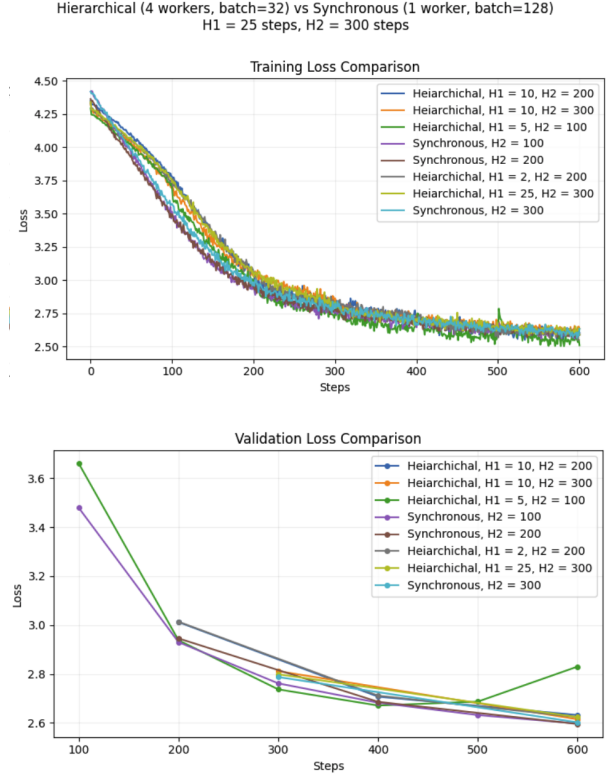 Hierarchical (4 workers, batch=32) vs Synchronous (1 worker, batch=128)
H1 = 25 steps, H2 = 300 steps
Training Loss Comparison
4.50
4.25
4.00
3.75
3.50
3.25
3.00
2.75
2.50
Loss
Heiarchichal, H1 = 10, H2 = 200
Heiarchichal, H1 = 10, H2 = 300
Heiarchichal, H1 = 5, H2 = 100
Synchronous, H2 = 100
Synchronous, H2 = 200
Heiarchichal, H1 = 2, H2 = 200
Heiarchichal, H1 = 25, H2 = 300
Synchronous, H2 = 300
0 100 200 300 400 500 600
Steps
Validation Loss Comparison
3.6
3.4
3.2
3.0
2.8
2.6
Loss
Heiarchichal, H1 = 10, H2 = 200
Heiarchichal, H1 = 10, H2 = 300
Heiarchichal, H1 = 5, H2 = 100
Synchronous, H2 = 100
Synchronous, H2 = 200
Heiarchichal, H1 = 2, H2 = 200
Heiarchichal, H1 = 25, H2 = 300
Synchronous, H2 = 300
100 200 300 400 500 600
Steps